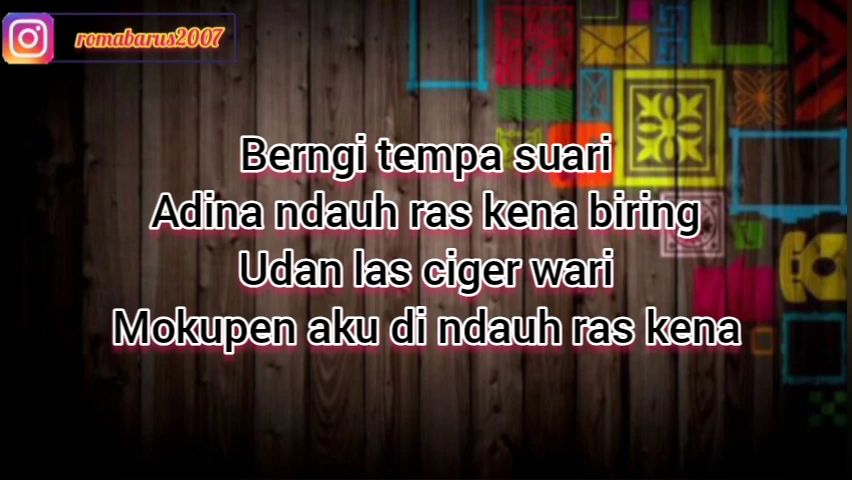 romabarus2007
Berngi tempa suari
Adina ndauh ras kena biring
Udan las ciger wari
Mokupen aku di ndauh ras kena